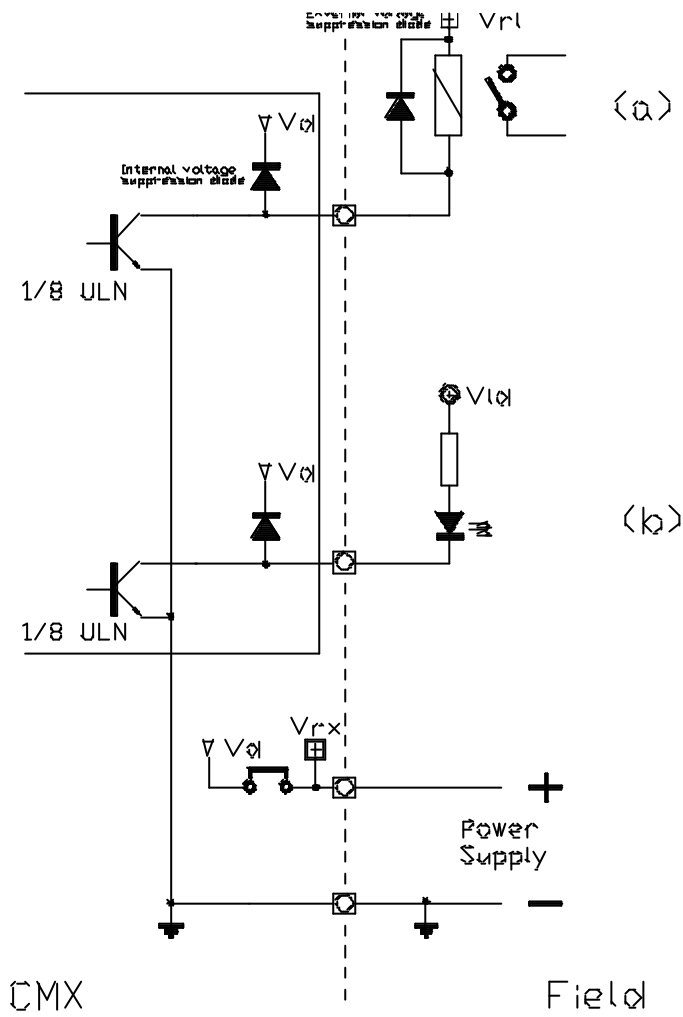 voltage
suppression diode
Vrl
(a)
Vd
Internal voltage
suppression diode
1/8 ULN
Vld
Vd
(b)
1/8 ULN
Vrx
Vd
+
Power
Supply
−
CMX
Field